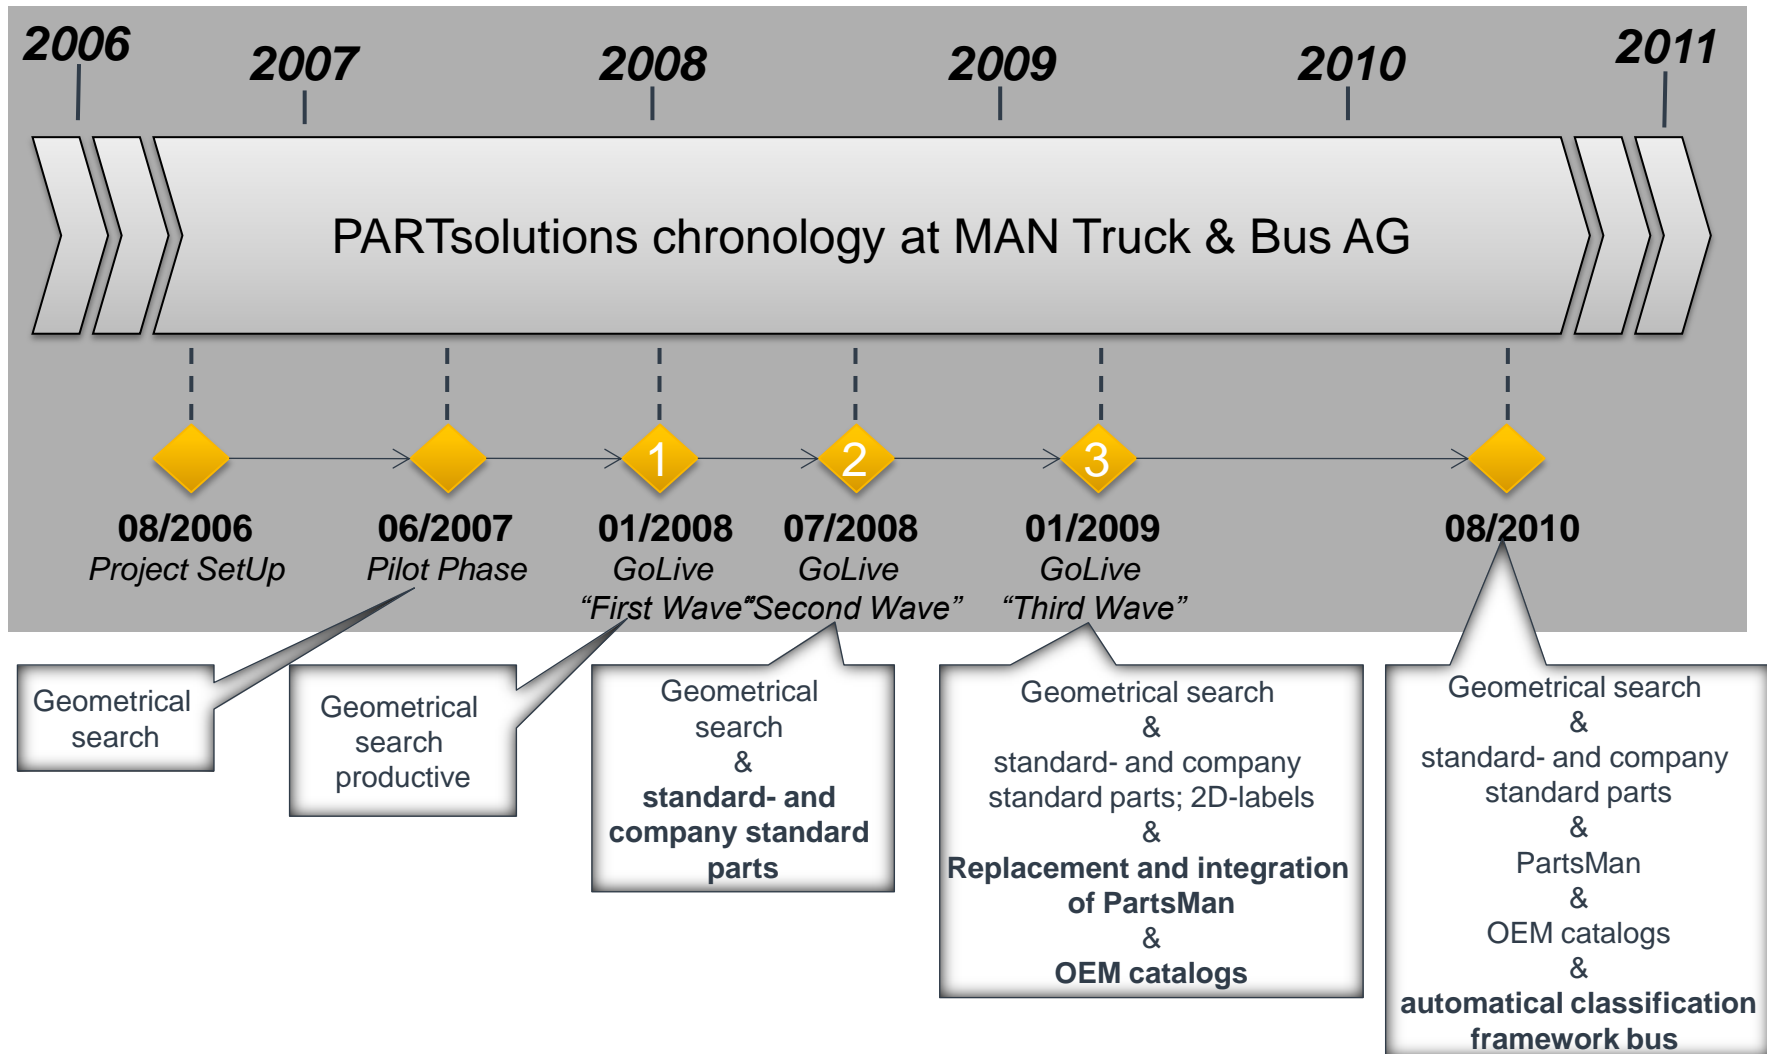 2006
2007
2008
2009
2010
2011
PARTsolutions chronology at MAN Truck & Bus AG
1
2
3
08/2006
Project SetUp
06/2007
Pilot Phase
01/2008
GoLive
“First Wave”
07/2008
GoLive
“Second Wave”
01/2009
GoLive
“Third Wave”
08/2010
Geometrical
search
Geometrical
search
productive
Geometrical
search
&
standard- and
company standard
parts
Geometrical search
&
standard- and company
standard parts; 2D-labels
&
Replacement and integration
of PartsMan
&
OEM catalogs
Geometrical search
&
standard- and company
standard parts
&
PartsMan
&
OEM catalogs
&
automatical classification
framework bus